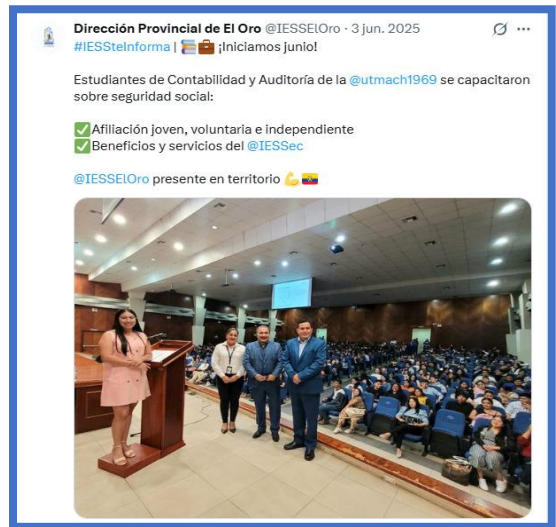 Dirección Provincial de El Oro @IESSElOro · 3 jun. 2025
#IESSteInforma | 📚💼 ¡Iniciamos junio!
Estudiantes de Contabilidad y Auditoría de la @utmach1969 se capacitaron
sobre seguridad social:
✅Afiliación joven, voluntaria e independiente
✅Beneficios y servicios del @IESSec
@IESSElOro presente en territorio 💪🇪🇨